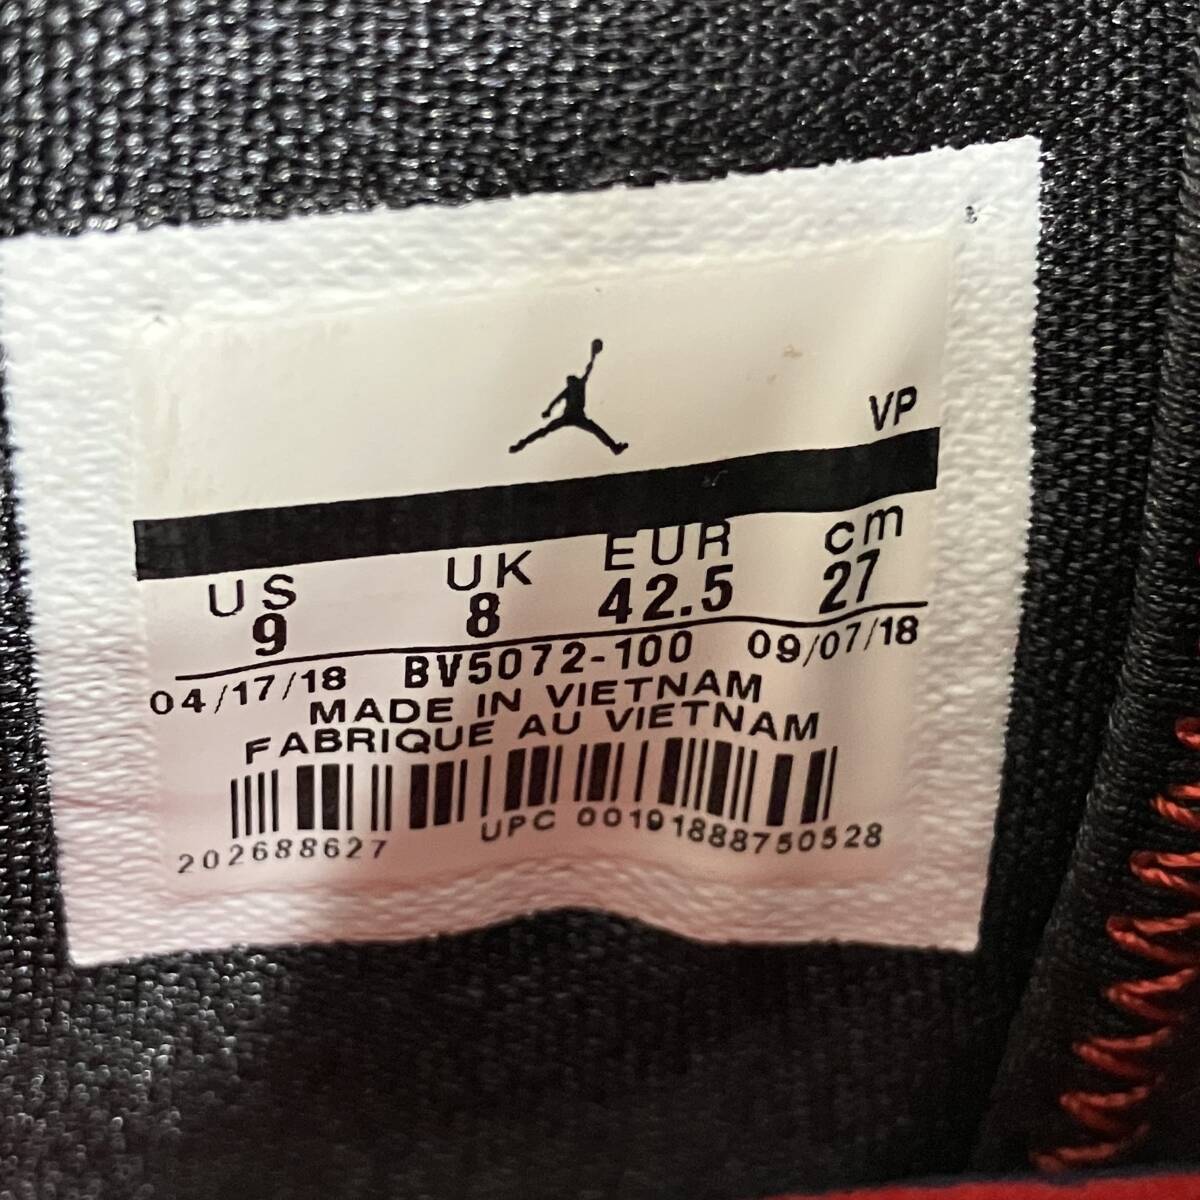 VP
US UK EUR cm
9 8 42.5 27
04/17/18 BV5072-100 09/07/18
MADE IN VIETNAM
FABRIQUE AU VIETNAM
202688627 UPC 00191888750528